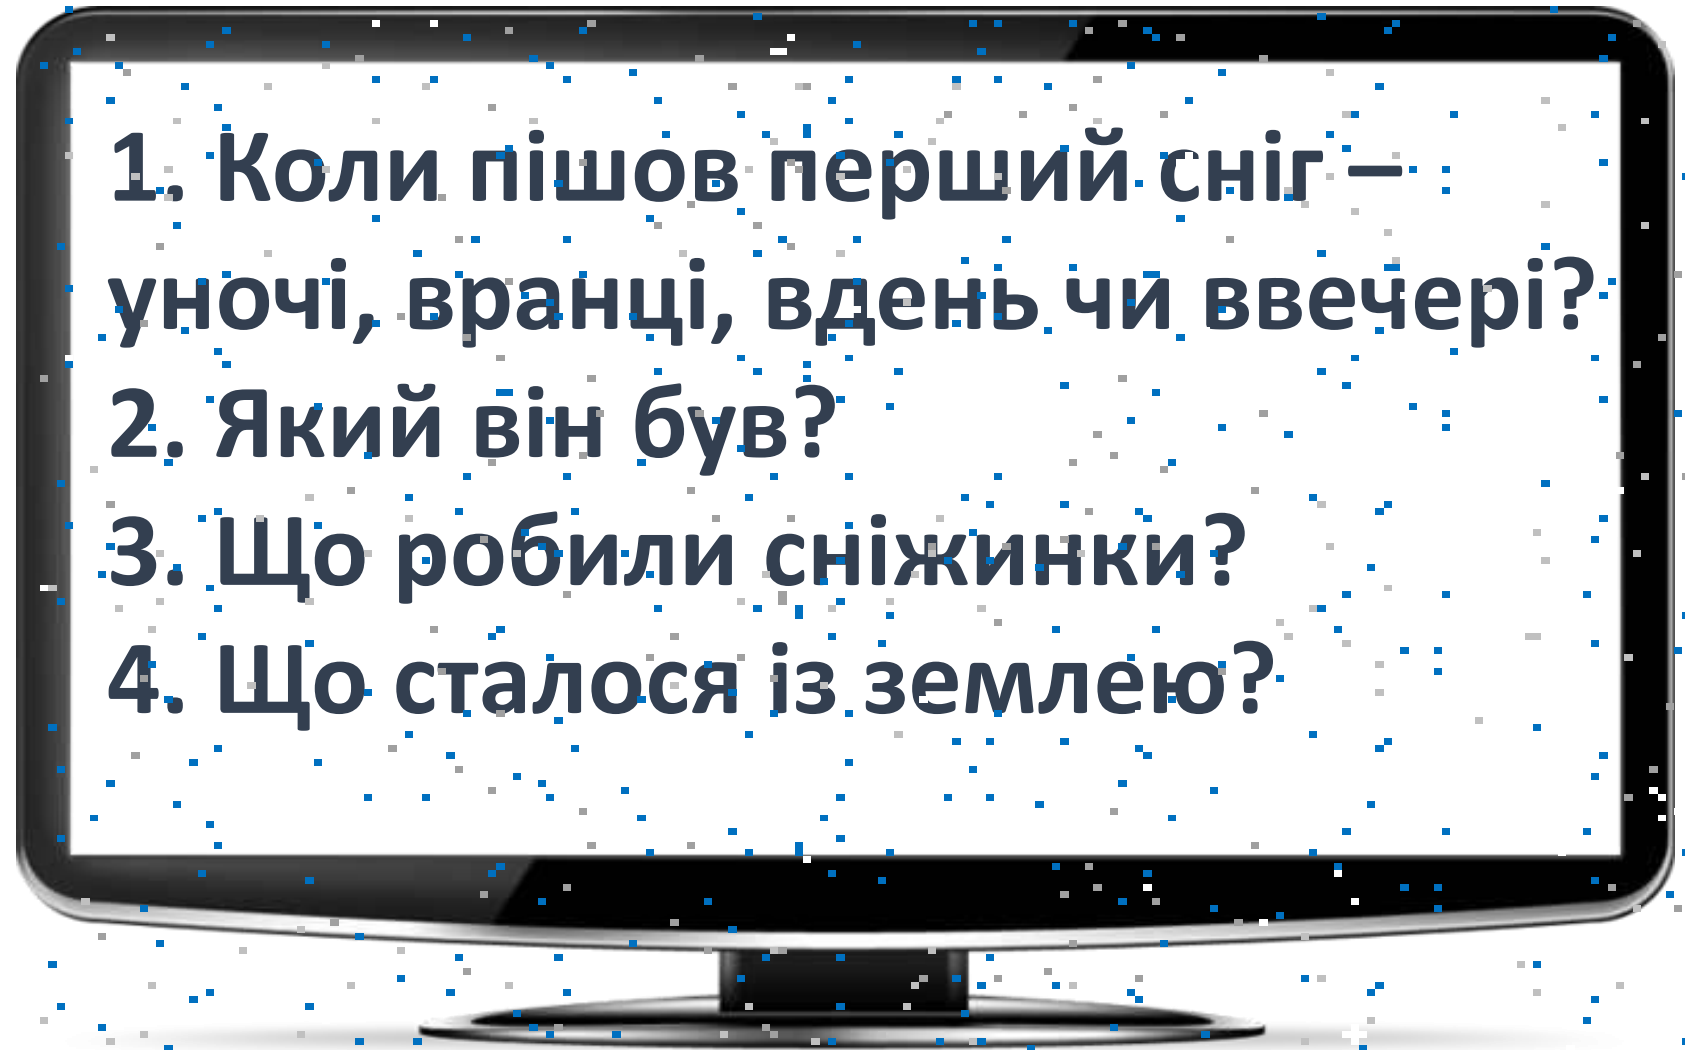 1. Коли пішов перший сніг –
уночі, вранці, вдень чи ввечері?
2. Який він був?
3. Що робили сніжинки?
4. Що сталося із землею?